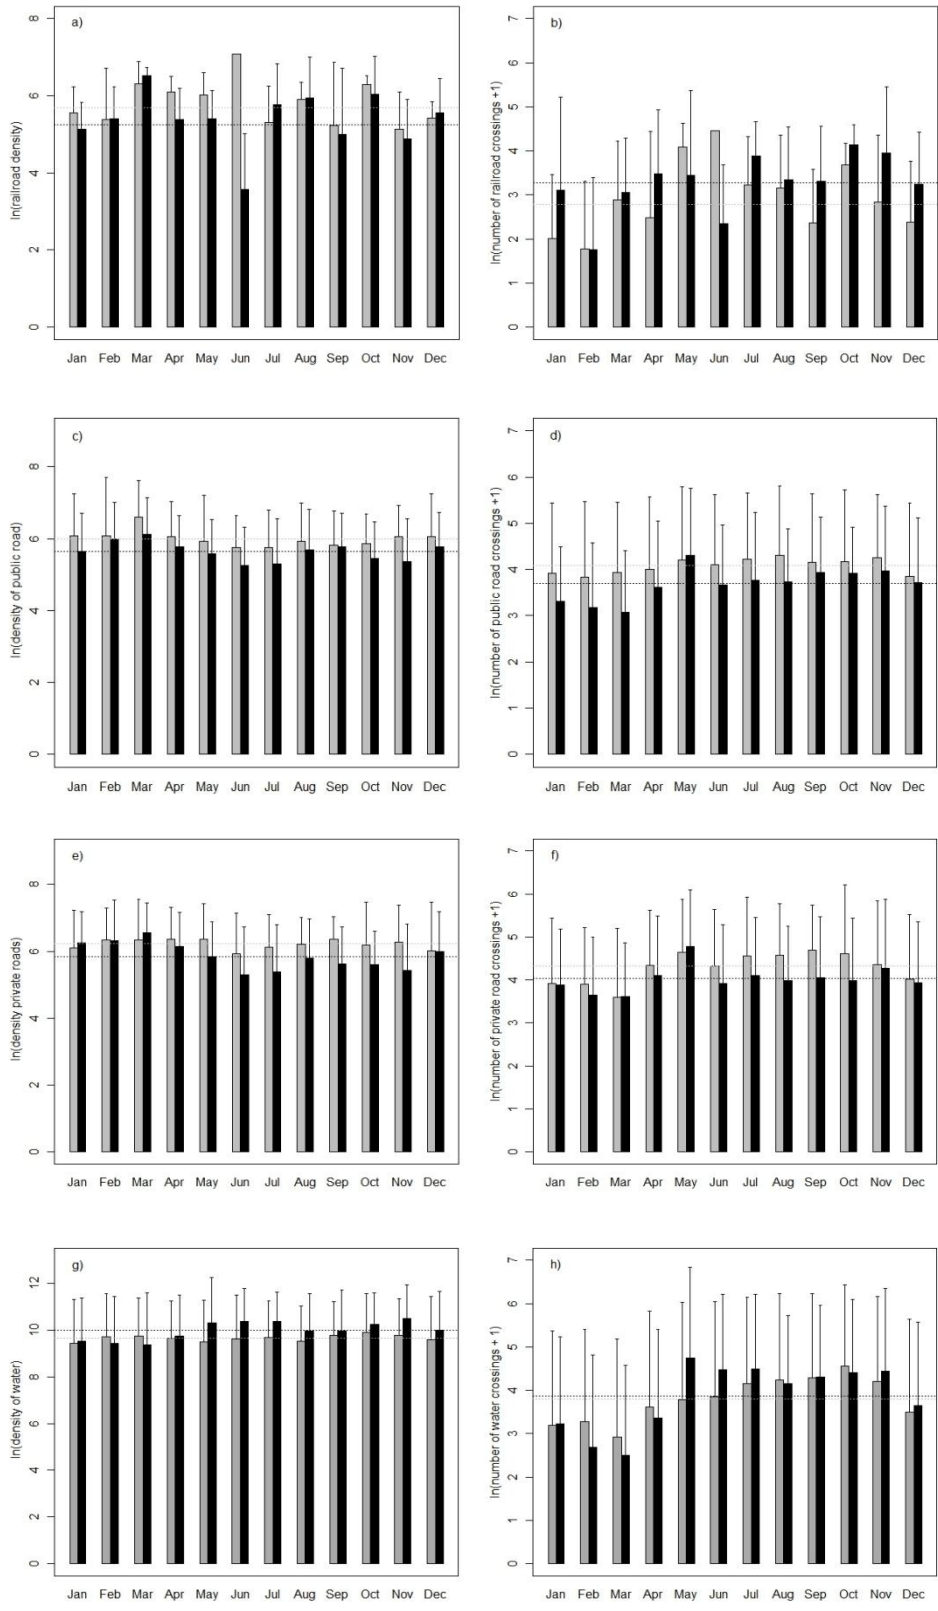 a)
ln(railroad density)
0 2 4 6 8
Jan Feb Mar Apr May Jun Jul Aug Sep Oct Nov Dec
b)
ln(number of railroad crossings +1)
0 1 2 3 4 5 6 7
Jan Feb Mar Apr May Jun Jul Aug Sep Oct Nov Dec
c)
ln(density of public road)
0 2 4 6 8
Jan Feb Mar Apr May Jun Jul Aug Sep Oct Nov Dec
d)
ln(number of public road crossings +1)
0 1 2 3 4 5 6 7
Jan Feb Mar Apr May Jun Jul Aug Sep Oct Nov Dec
e)
ln(density private roads)
0 2 4 6 8
Jan Feb Mar Apr May Jun Jul Aug Sep Oct Nov Dec
f)
ln(number of private road crossings +1)
0 1 2 3 4 5 6 7
Jan Feb Mar Apr May Jun Jul Aug Sep Oct Nov Dec
g)
ln(density of water)
0 2 4 6 8 10 12
Jan Feb Mar Apr May Jun Jul Aug Sep Oct Nov Dec
h)
ln(number of water crossings + 1)
0 1 2 3 4 5 6 7
Jan Feb Mar Apr May Jun Jul Aug Sep Oct Nov Dec